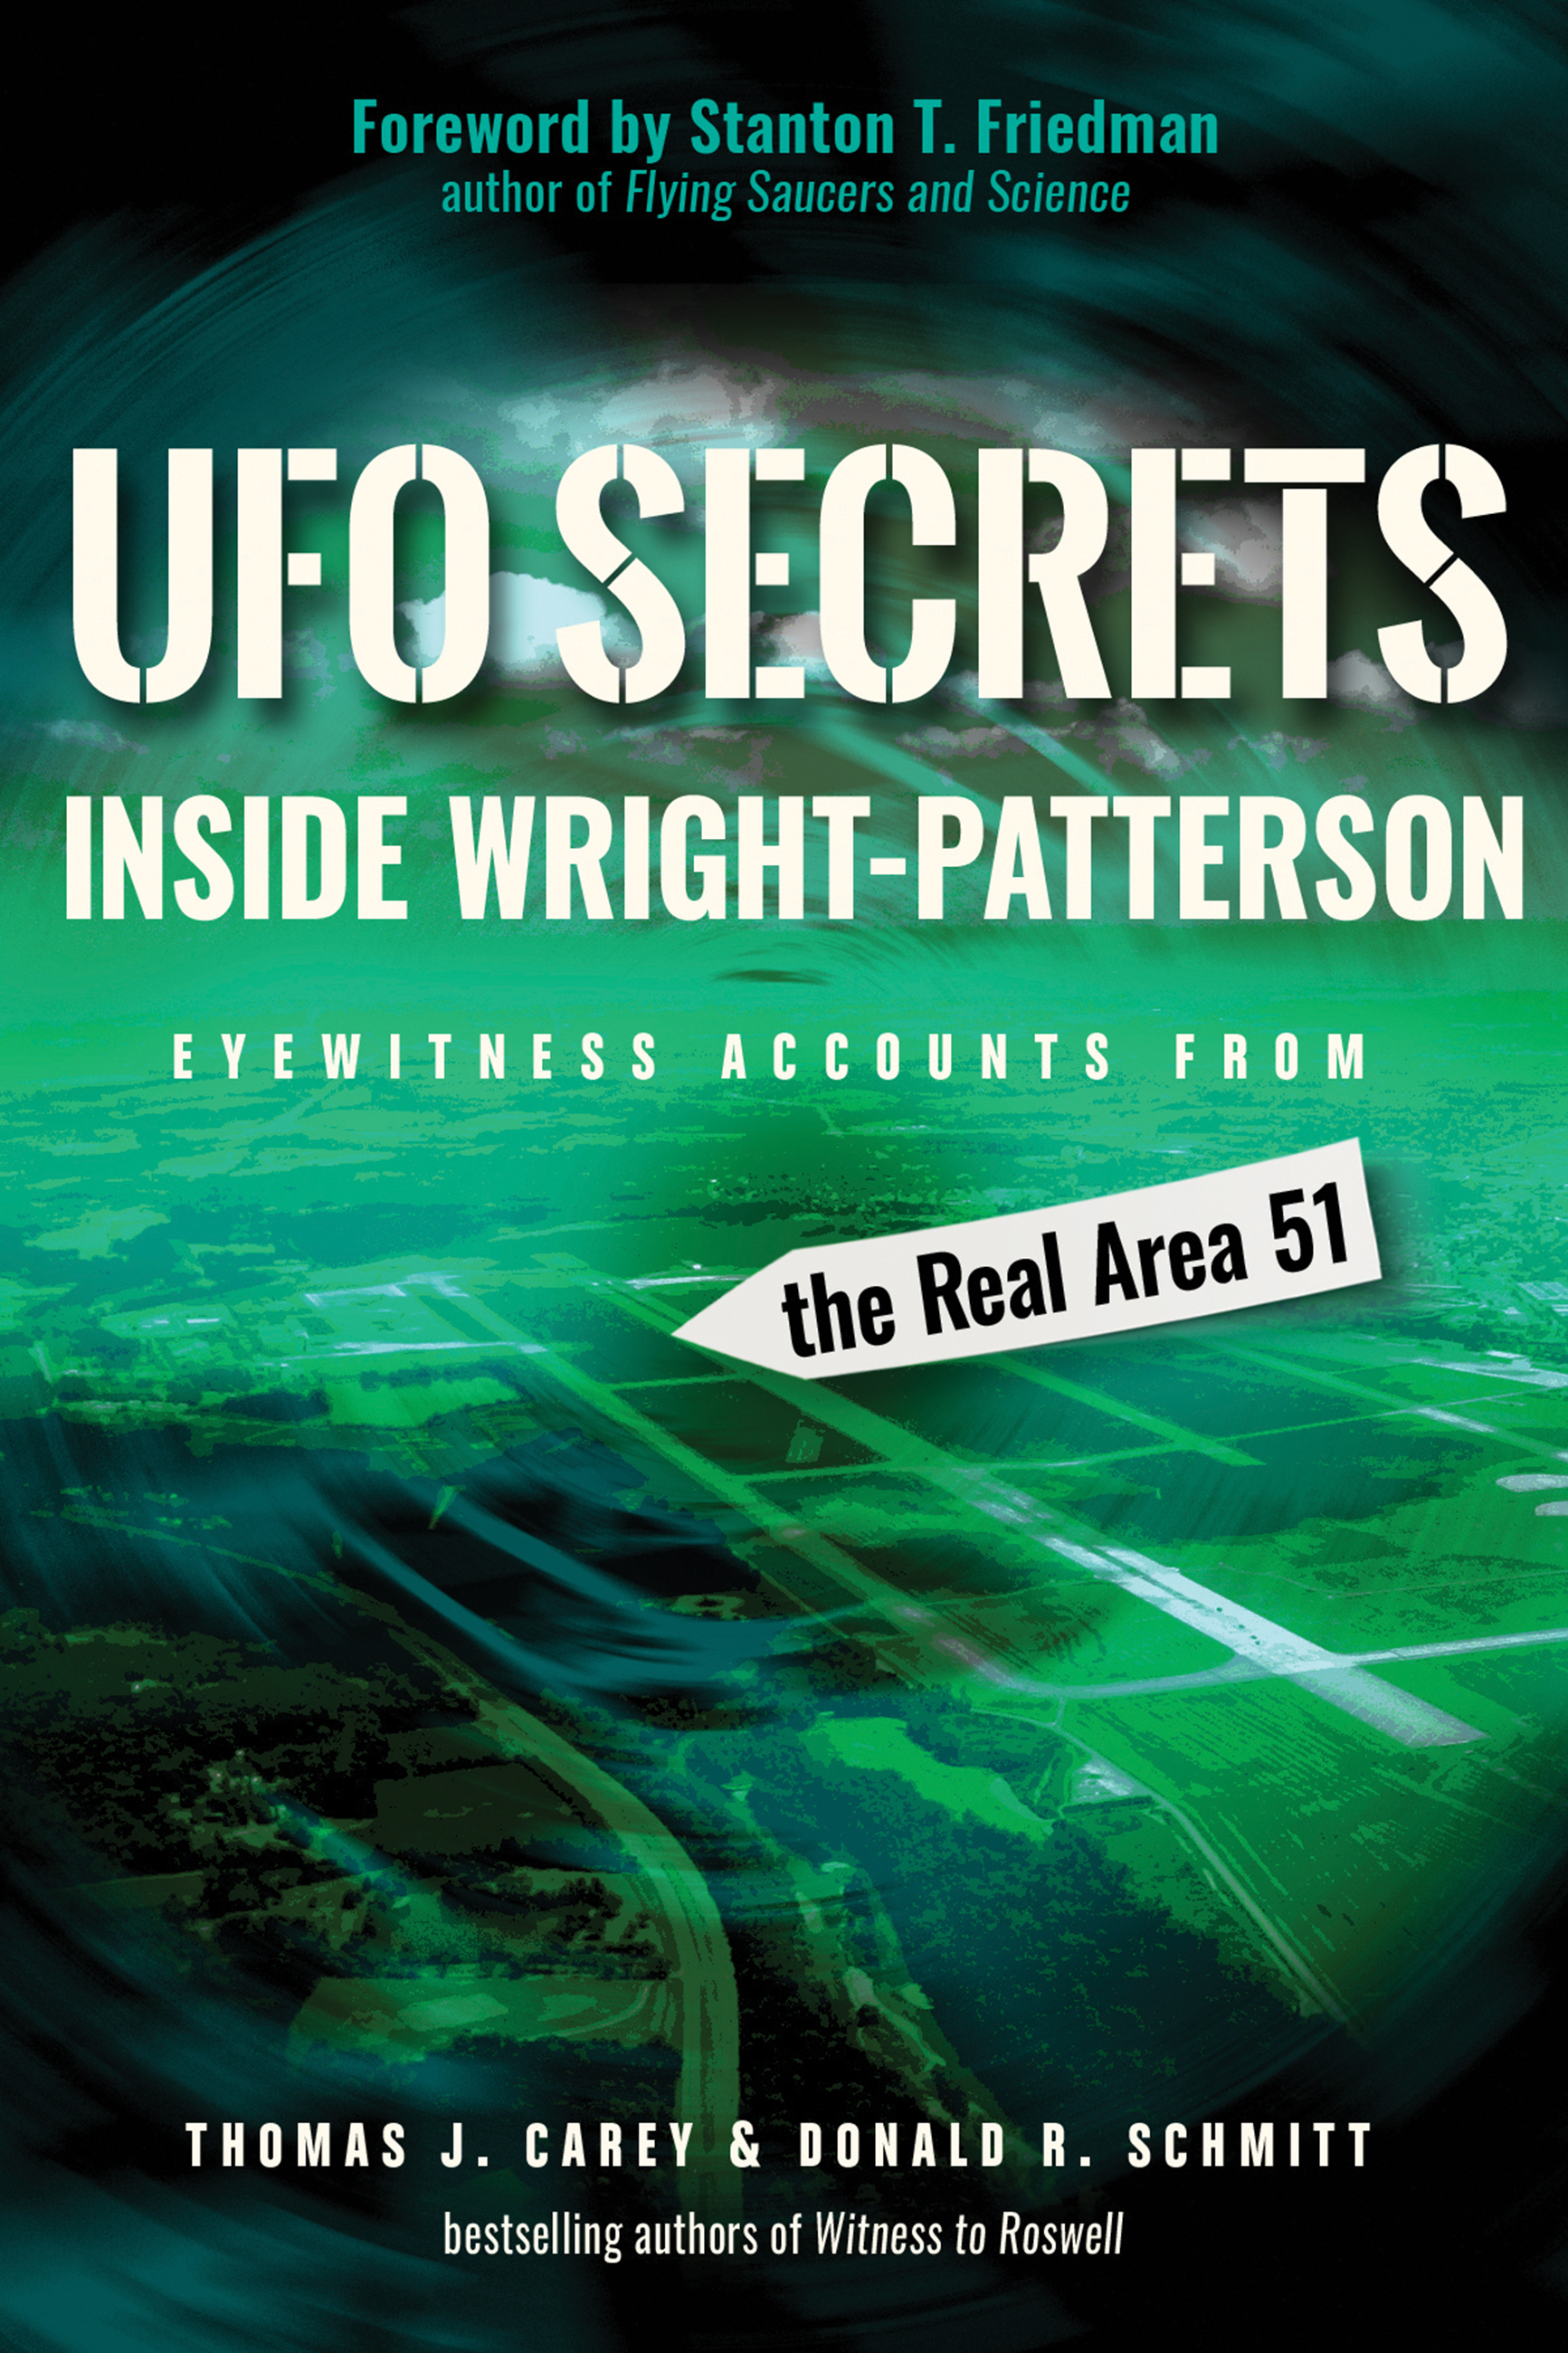 Foreword by Stanton T. Friedman
author of Flying Saucers and Science
UFO SECRETS
INSIDE WRIGHT-PATTERSON
EYEWITNESS ACCOUNTS FROM
the Real Area 51
THOMAS J. CAREY & DONALD R. SCHMITT
bestselling authors of Witness to Roswell